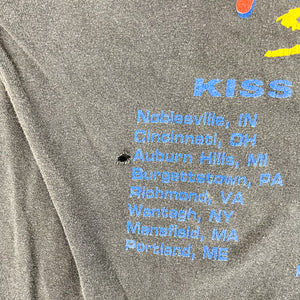 KISS
Noblesville, IN
Cincinnati, OH
Auburn Hills, MI
Burgettstown, PA
Richmond, VA
Wantagh, NY
Mansfield, MA
Portland, ME